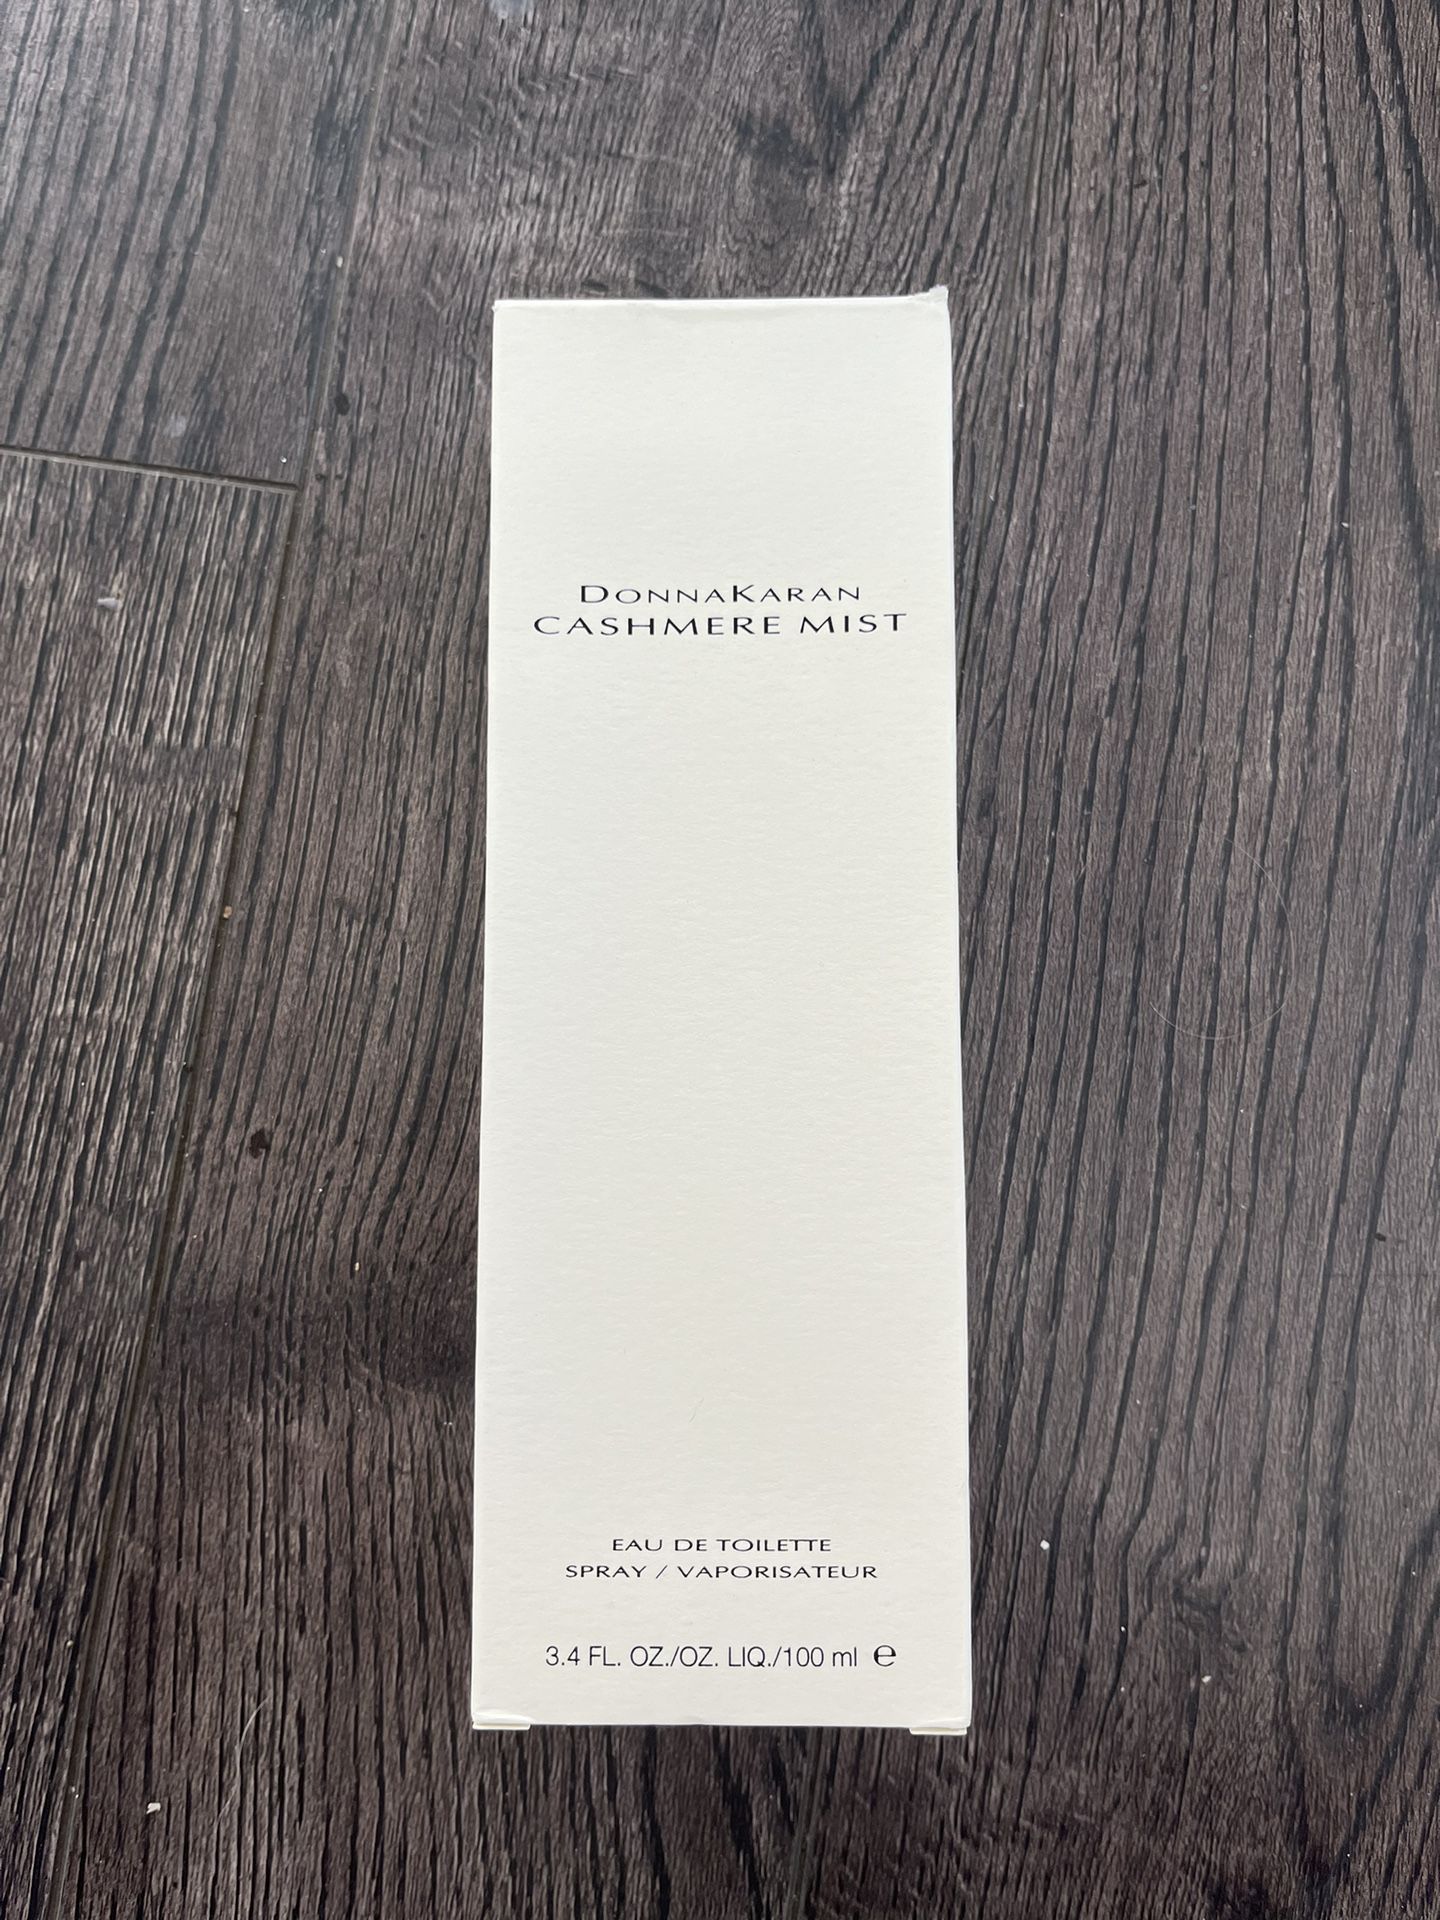 DONNAKARAN
CASHMERE MIST
EAU DE TOILETTE
SPRAY / VAPORISATEUR
3.4 FL. OZ./OZ. LIQ./100 ml ℮